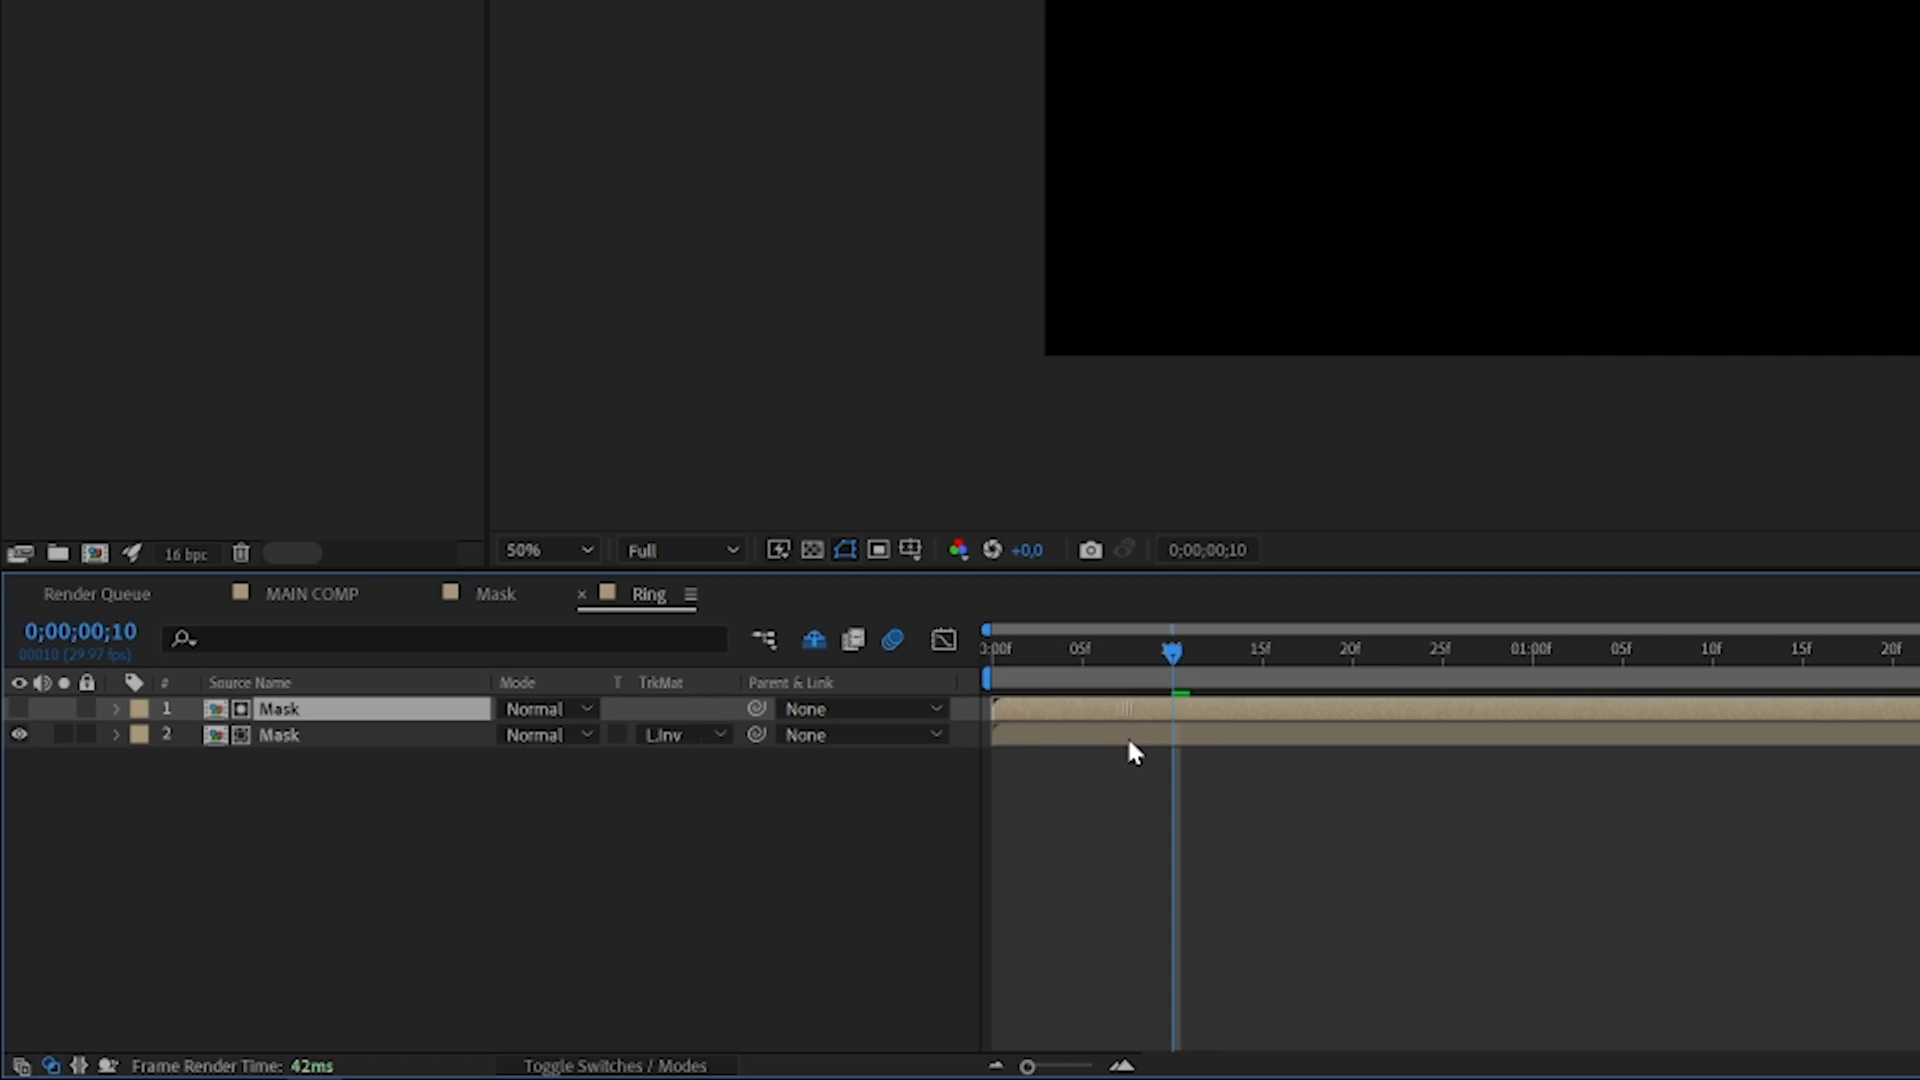 16 bpc
50% Full +0,0 0;00;00;10
Render Queue MAIN COMP Mask × Ring
0;00;00;10
00010 (29.97 fps)
0:00f 05f 15f 20f 25f 01:00f 05f 10f 15f 20f
# Source Name Mode T TrkMat Parent & Link
1 Mask Normal None
2 Mask Normal L.Inv None
Frame Render Time: 42ms Toggle Switches / Modes